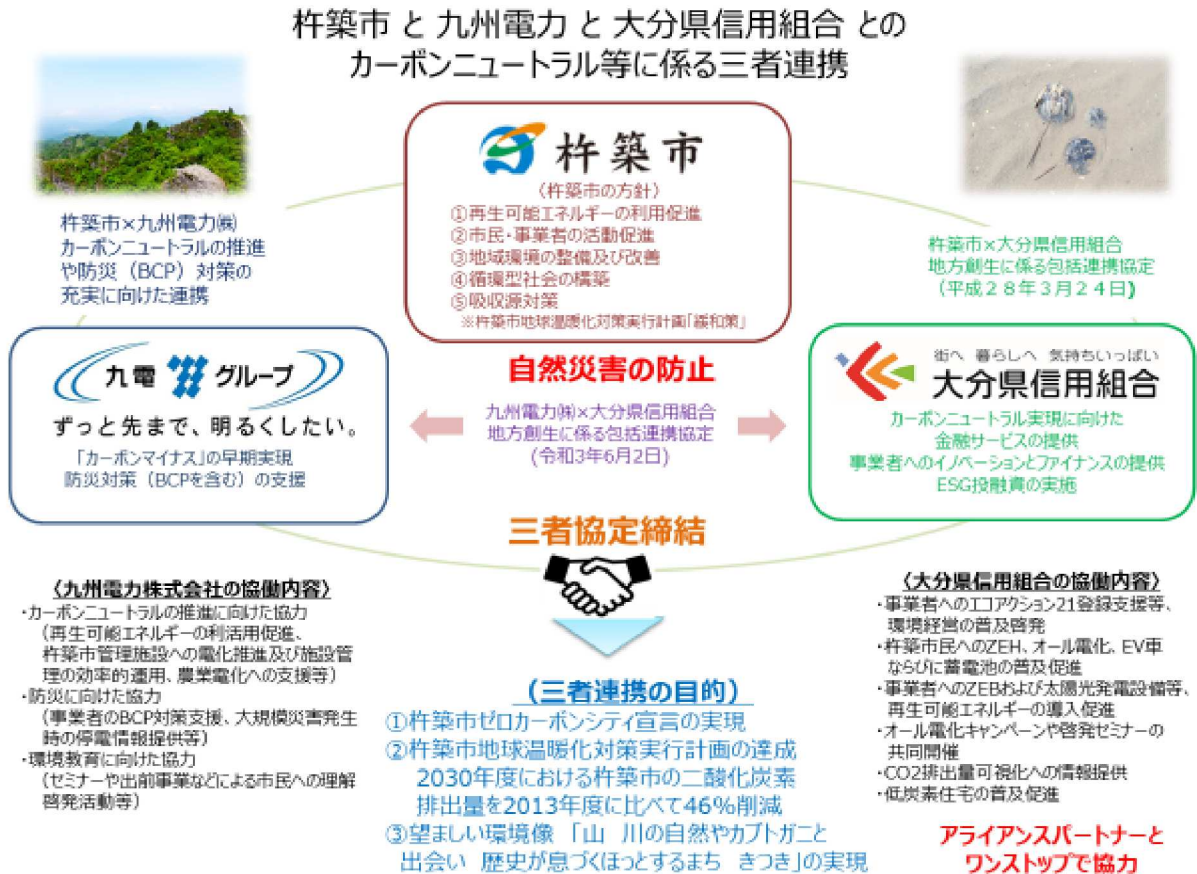 杵築市 と 九州電力 と 大分県信用組合 との
カーボンニュートラル等に係る三者連携
杵築市
（杵築市の方針）
①再生可能エネルギーの利用促進
②市民・事業者の活動促進
③地域環境の整備及び改善
④循環型社会の構築
⑤吸収源対策
※杵築市地球温暖化対策実行計画「緩和策」
杵築市×九州電力㈱
カーボンニュートラルの推進
や防災（BCP）対策の
充実に向けた連携
杵築市×大分県信用組合
地方創生に係る包括連携協定
(平成２８年３月２４日)
九電グループ
ずっと先まで、明るくしたい。
「カーボンマイナス」の早期実現
防災対策（BCPを含む）の支援
自然災害の防止
九州電力㈱×大分県信用組合
地方創生に係る包括連携協定
(令和3年6月2日)
街へ 暮らしへ 気持ちいっぱい
大分県信用組合
カーボンニュートラル実現に向けた
金融サービスの提供
事業者へのイノベーションとファイナンスの提供
ESG投融資の実施
三者協定締結
〈九州電力株式会社の協働内容〉
・カーボンニュートラルの推進に向けた協力
（再生可能エネルギーの利活用促進、
杵築市管理施設への電化推進及び施設管
理の効率的運用、農業電化への支援等）
・防災に向けた協力
（事業者のBCP対策支援、大規模災害発生
時の停電情報提供等）
・環境教育に向けた協力
（セミナーや出前事業などによる市民への理解
啓発活動等）
（三者連携の目的）
①杵築市ゼロカーボンシティ宣言の実現
②杵築市地球温暖化対策実行計画の達成
2030年度における杵築市の二酸化炭素
排出量を2013年度に比べて46％削減
③望ましい環境像 「山 川の自然やカブトガニと
出会い 歴史が息づくほっとするまち きつき」の実現
〈大分県信用組合の協働内容〉
・事業者へのエコアクション21登録支援等、
環境経営の普及啓発
・杵築市民へのZEH、オール電化、EV車
ならびに蓄電池の普及促進
・事業者へのZEBおよび太陽光発電設備等、
再生可能エネルギーの導入促進
・オール電化キャンペーンや啓発セミナーの
共同開催
・CO2排出量可視化への情報提供
・低炭素住宅の普及促進
アライアンスパートナーと
ワンストップで協力